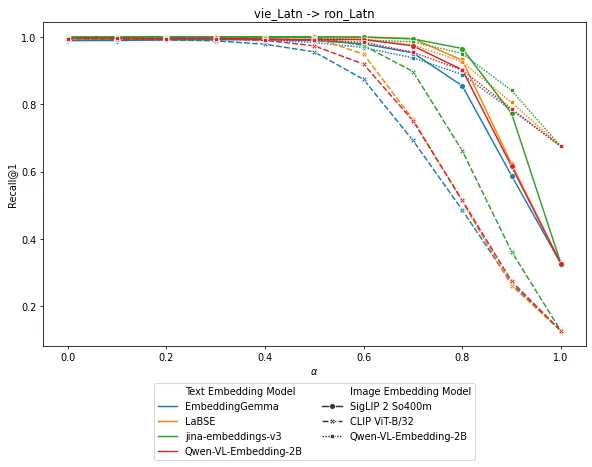 vie_Latn -> ron_Latn
Recall@1
1.0
0.8
0.6
0.4
0.2
0.0 0.2 0.4 0.6 0.8 1.0
α
Text Embedding Model Image Embedding Model
EmbeddingGemma SigLIP 2 So400m
LaBSE CLIP ViT-B/32
jina-embeddings-v3 Qwen-VL-Embedding-2B
Qwen-VL-Embedding-2B